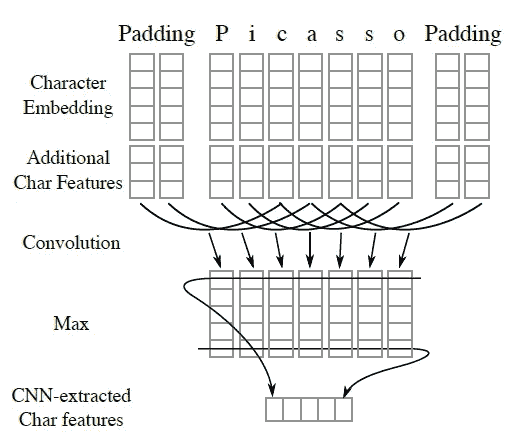 Padding P i c a s s o Padding
Character
Embedding
Additional
Char Features
Convolution
Max
CNN-extracted
Char features